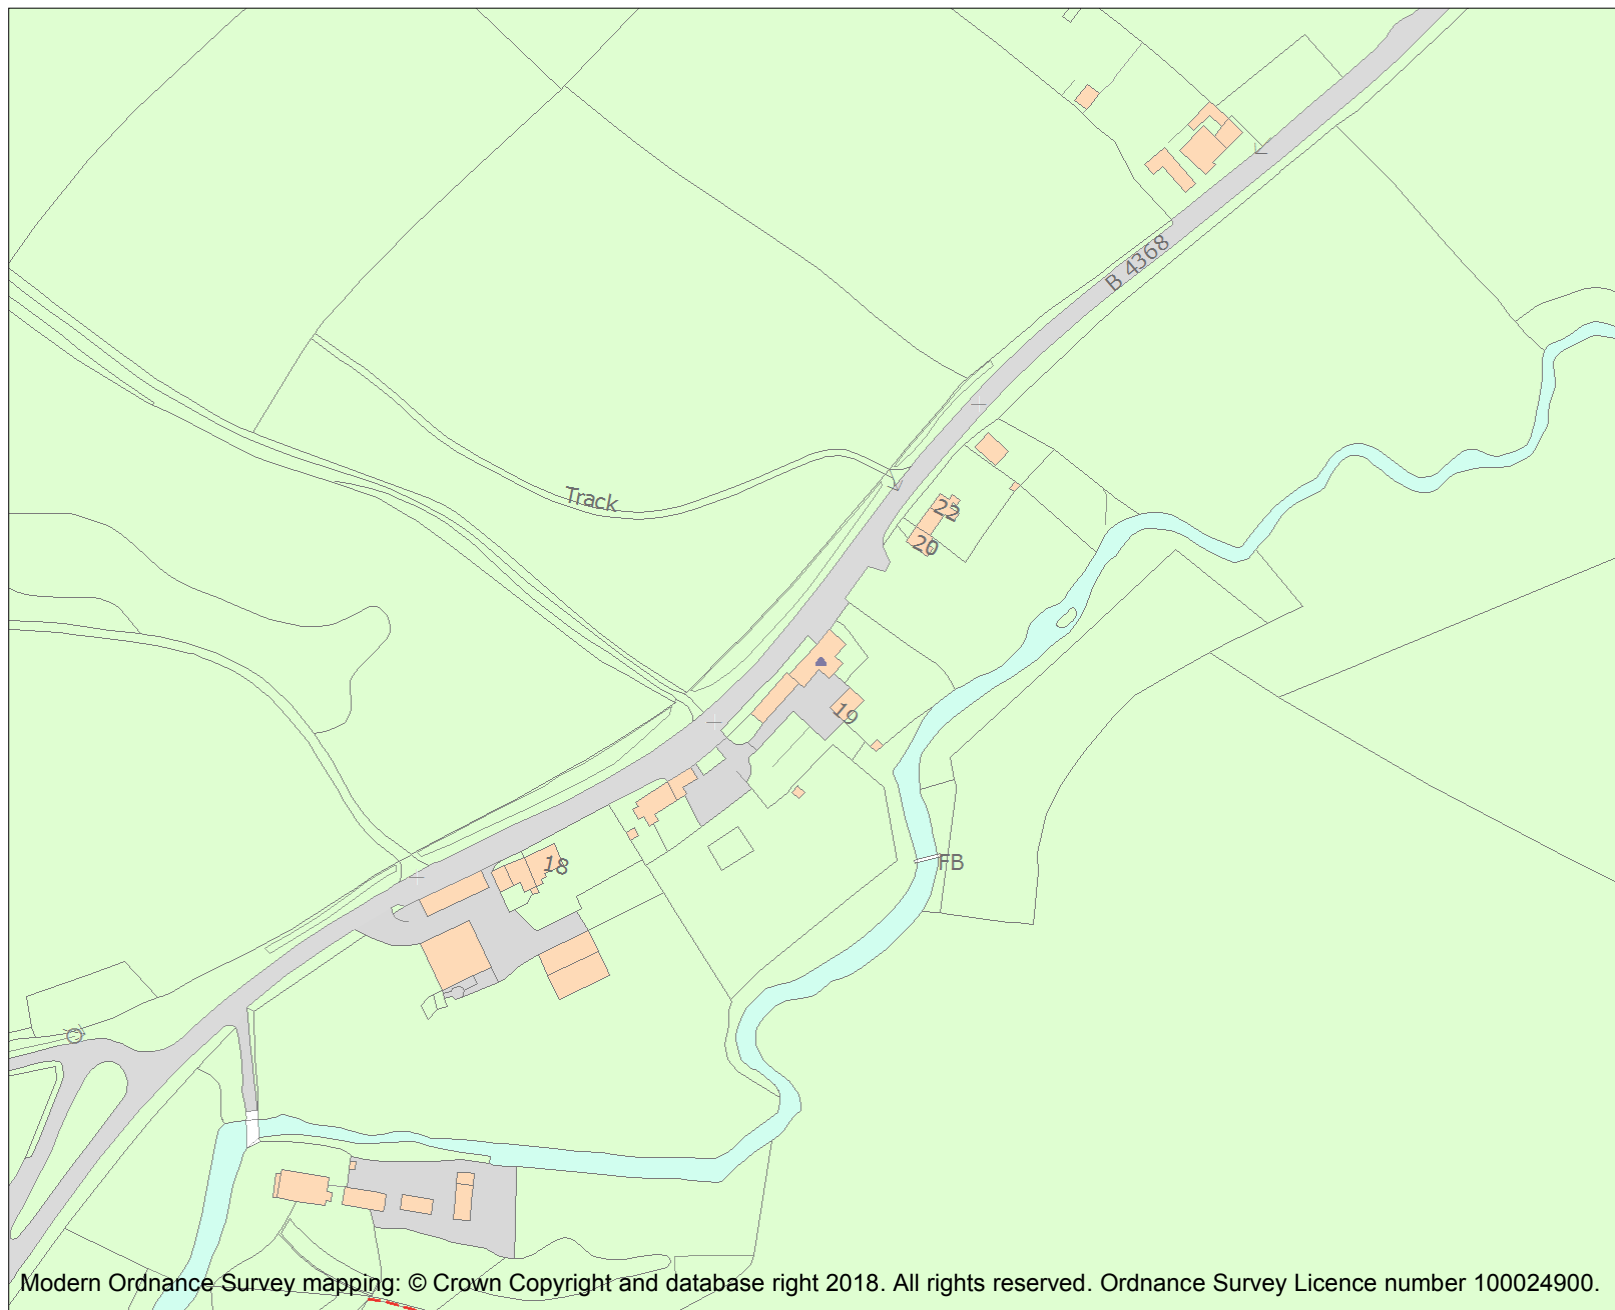 B 4368
Track
22
20
19
18
FB
Modern Ordnance Survey mapping: © Crown Copyright and database right 2018. All rights reserved. Ordnance Survey Licence number 100024900.